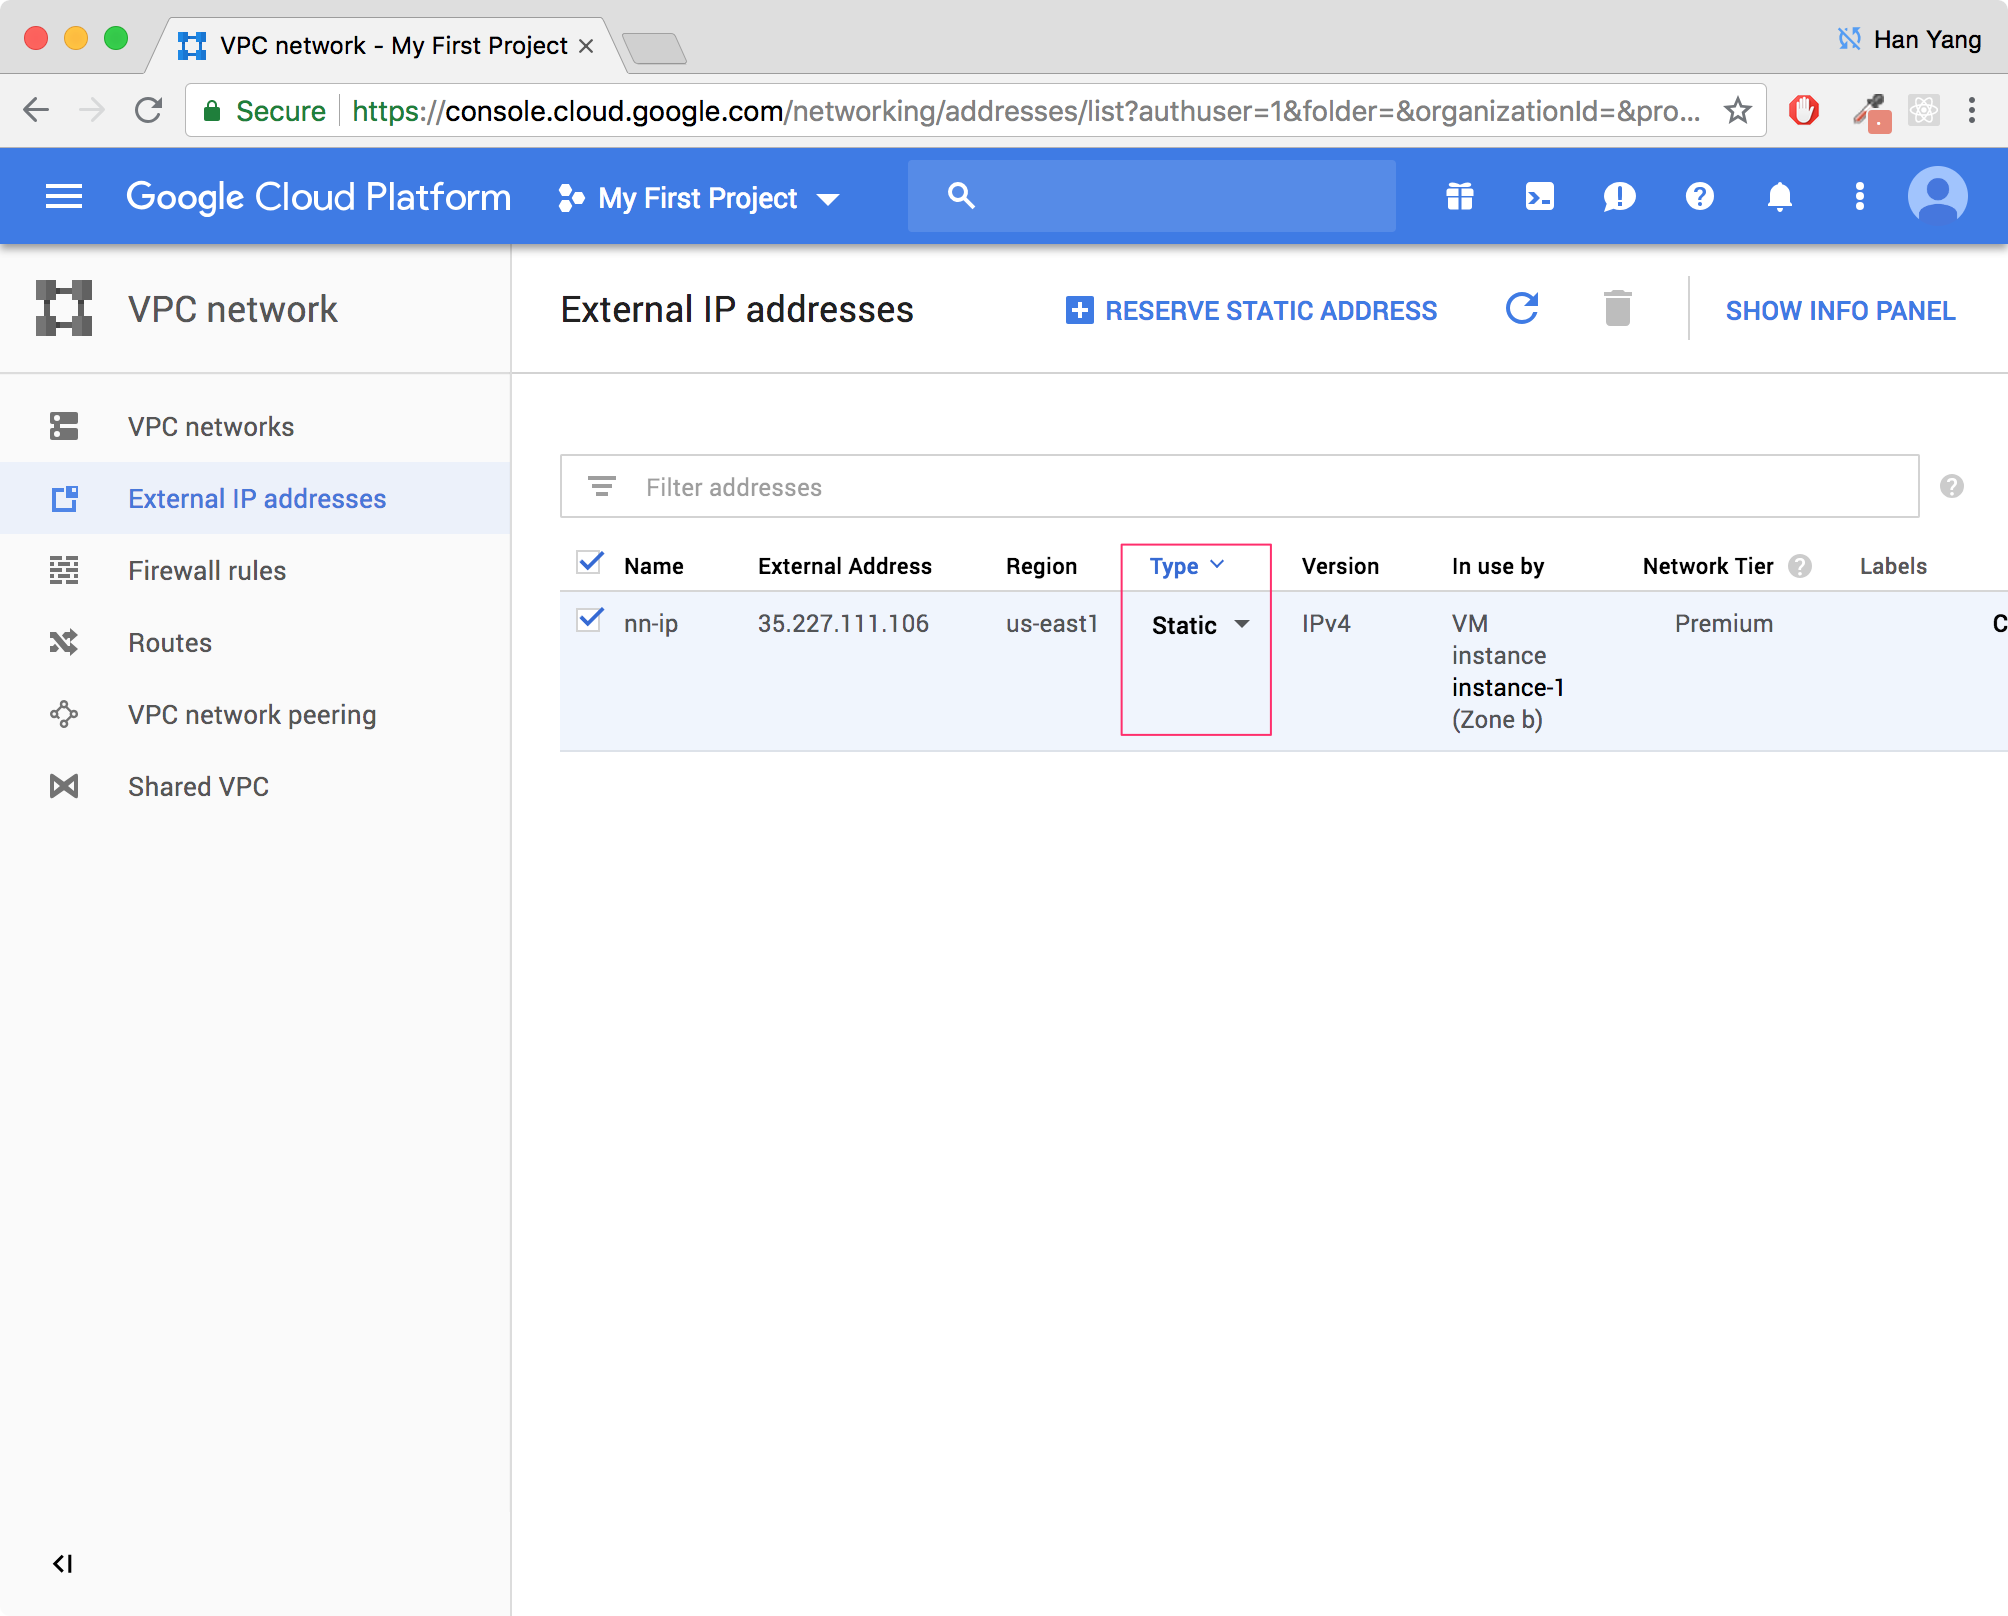 VPC network - My First Project
Han Yang
Secure https://console.cloud.google.com/networking/addresses/list?authuser=1&folder=&organizationId=&pro...
Google Cloud Platform My First Project
VPC network
External IP addresses RESERVE STATIC ADDRESS SHOW INFO PANEL
VPC networks
External IP addresses
Firewall rules
Routes
VPC network peering
Shared VPC
Filter addresses
Name External Address Region Type Version In use by Network Tier Labels
nn-ip 35.227.111.106 us-east1 Static IPv4 VM Premium C
instance
instance-1
(Zone b)